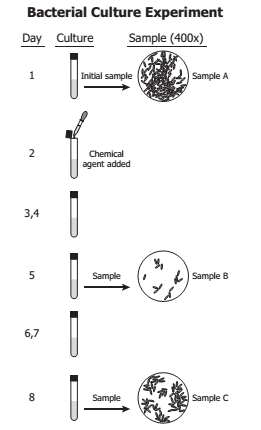 Bacterial Culture Experiment
Day Culture Sample (400x)
1 Initial sample Sample A
2 Chemical
agent added
3,4
5 Sample Sample B
6,7
8 Sample Sample C